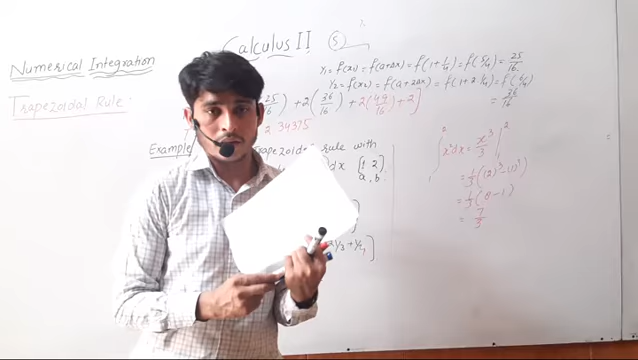 Calculus II
Numerical Integration
Trapezoidal Rule:
y₁ = f(x₁) = f(a+Δx) = f(1+1/4) = f(5/4) = 25/16
y₂ = f(x₂) = f(a+2Δx) = f(1+2·1/4) = f(6/4)
= 36/16
25/16) + 2(36/16) + 2(49/16) + 2]
2.34375
Example
Trapezoidal rule with
dx [1 2]
a, b
∫ x²dx = x³/3 |
= 1/3 ((2)³ - (1)³)
= 1/3 (8 - 1)
= 7/3